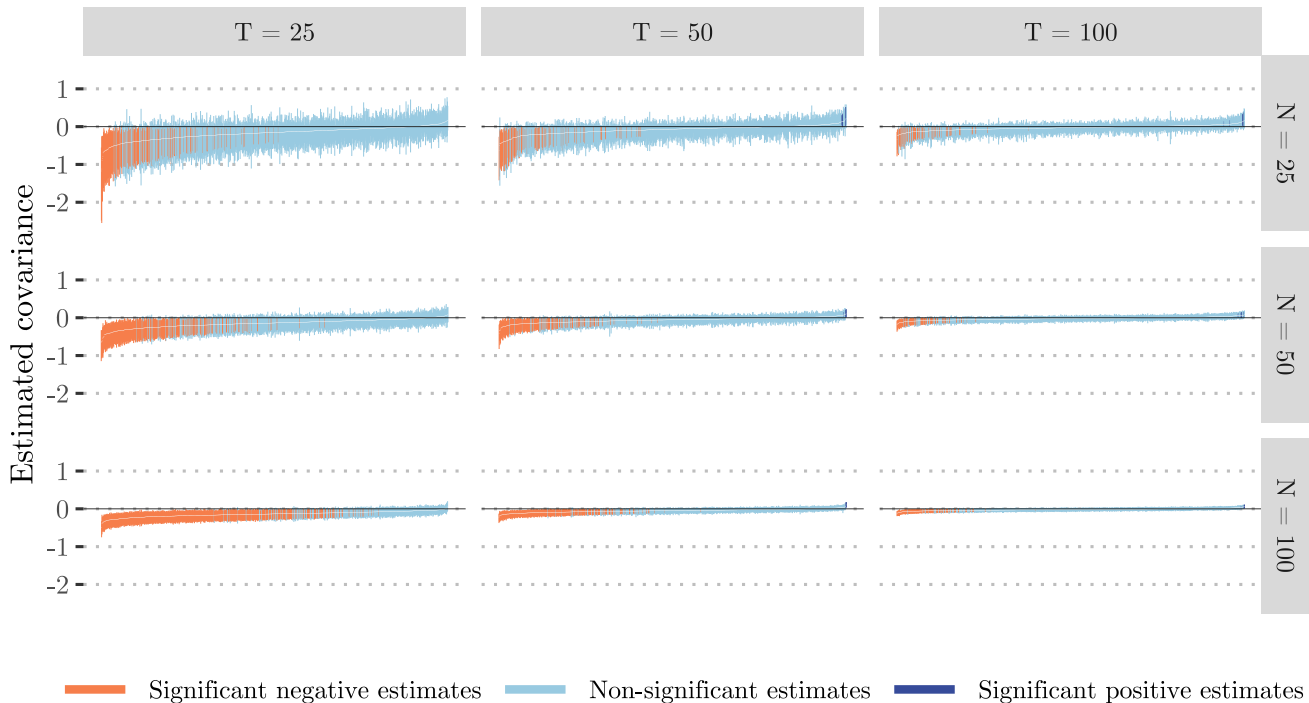 T = 25
T = 50
T = 100
Estimated covariance
1
0
-1
-2
N = 25
1
0
-1
-2
N = 50
1
0
-1
-2
N = 100
Significant negative estimates
Non-significant estimates
Significant positive estimates